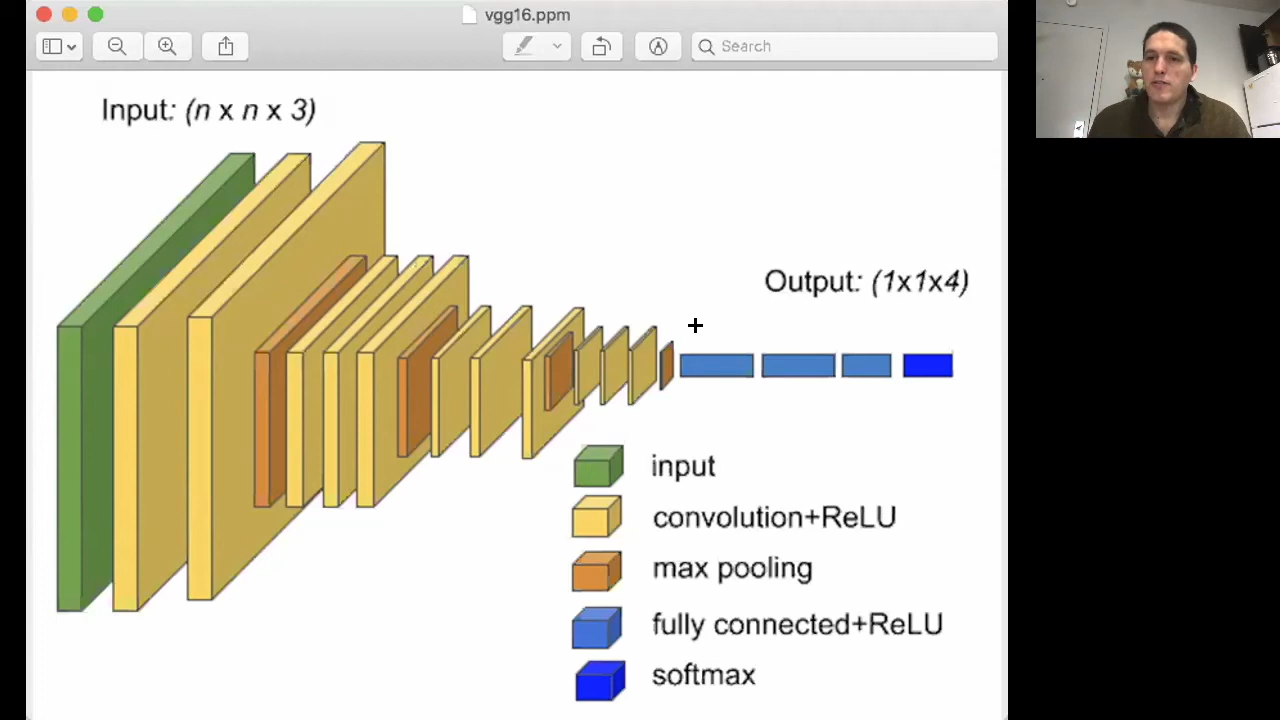 vgg16.ppm
Search
Input: (n x n x 3)
Output: (1x1x4)
input
convolution+ReLU
max pooling
fully connected+ReLU
softmax